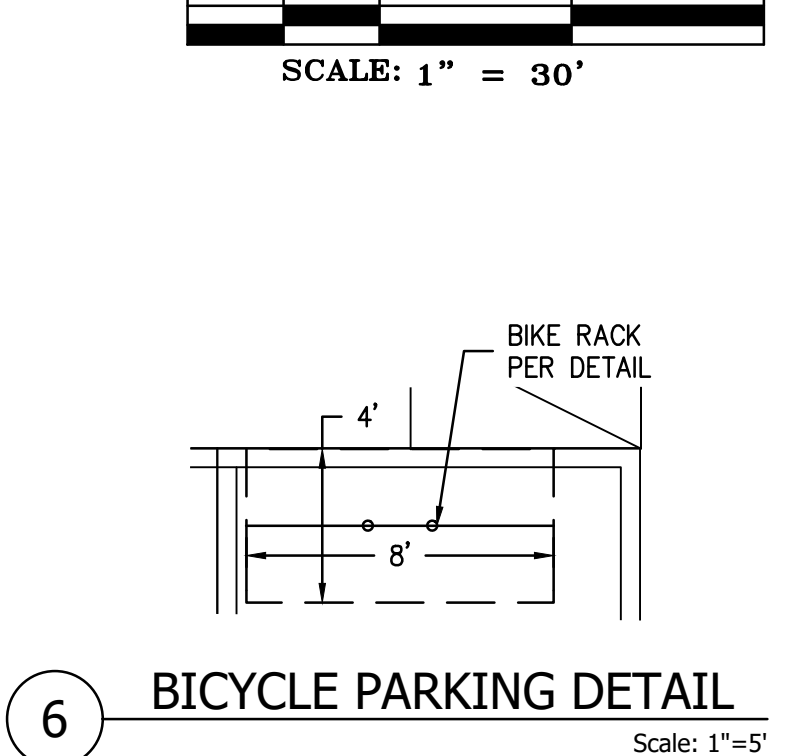 SCALE: 1" = 30'
BIKE RACK
PER DETAIL
4'
8'
6
BICYCLE PARKING DETAIL
Scale: 1"=5'